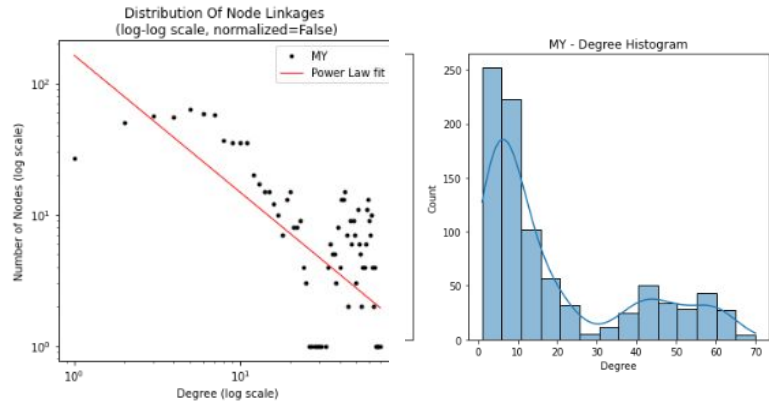 Distribution Of Node Linkages
(log-log scale, normalized=False)
MY
Power Law fit
Number of Nodes (log scale)
10²
10¹
10⁰
10⁰
10¹
Degree (log scale)
MY - Degree Histogram
Count
250
200
150
100
50
0
0 10 20 30 40 50 60 70
Degree